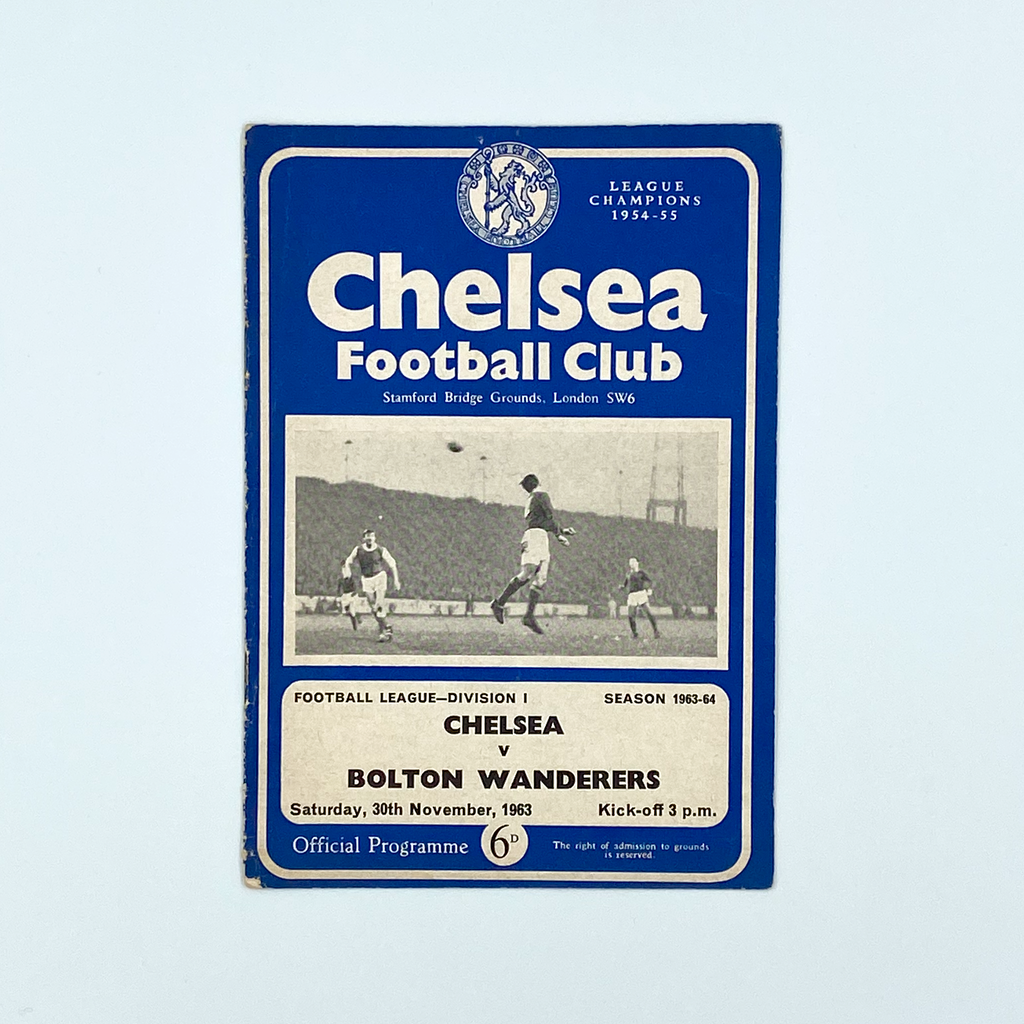 LEAGUE
CHAMPIONS
1954-55
Chelsea
Football Club
Stamford Bridge Grounds, London SW6
FOOTBALL LEAGUE—DIVISION I
SEASON 1963-64
CHELSEA
v
BOLTON WANDERERS
Saturday, 30th November, 1963
Kick-off 3 p.m.
Official Programme
6D
The right of admission to grounds
is reserved.